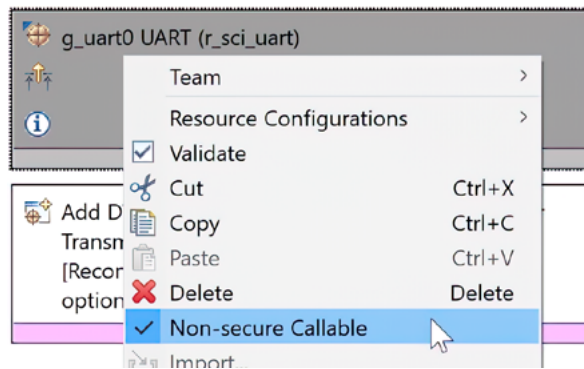 g_uart0 UART (r_sci_uart)
Team
Resource Configurations
Validate
Cut Ctrl+X
Add D
Copy Ctrl+C
Transm
Paste Ctrl+V
[Recor
Delete Delete
option
Non-secure Callable
Import...